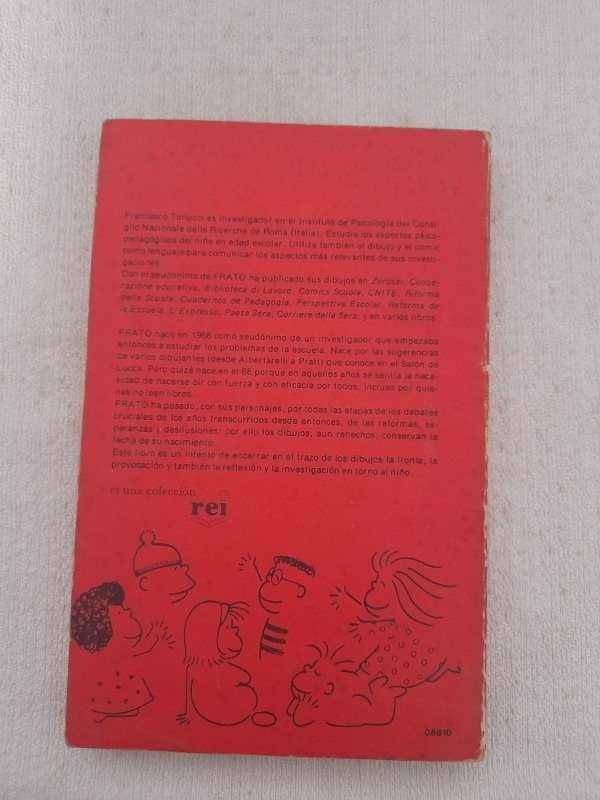 Francesco Tonucci es investigador en el Instituto de Psicología del Consi-
glio Nazionale delle Ricerche de Roma (Italia). Estudia los aspectos psico-
pedagógicos del niño en edad escolar. Utiliza también el dibujo y el cómic
como lenguaje para comunicar los aspectos más relevantes de sus investi-
gaciones.
Con el seudónimo de FRATO ha publicado sus dibujos en Zerosei, Coope-
razione educativa, Biblioteca di Lavoro, Comics Scuola, CNITE, Riforma
della Scuola, Cuadernos de Pedagogía, Perspectiva Escolar, Reforma de
la Escuela, L'Expresso, Paese Sere, Corriere della Sera, y en varios libros.
FRATO nace en 1968 como seudónimo de un investigador que empezaba
entonces a estudiar los problemas de la escuela. Nace por las sugerencias
de varios dibujantes (desde Albertarelli a Pratt) que conoce en el Salón de
Lucca. Pero quizá nace en el 68 porque en aquellos años se sentía la nece-
sidad de hacerse oír con fuerza y con eficacia por todos, incluso por quie-
nes no leen libros.
FRATO ha pasado, con sus personajes, por todas las etapas de los debates
cruciales de los años transcurridos desde entonces, de las reformas, es-
peranzas y desilusiones; por ello los dibujos, aun rehechos, conservan la
fecha de su nacimiento.
Este libro es un intento de encerrar en el trazo de los dibujos la ironía, la
provocación y también la reflexión y la investigación en torno al niño.
es una colección
rei
08810